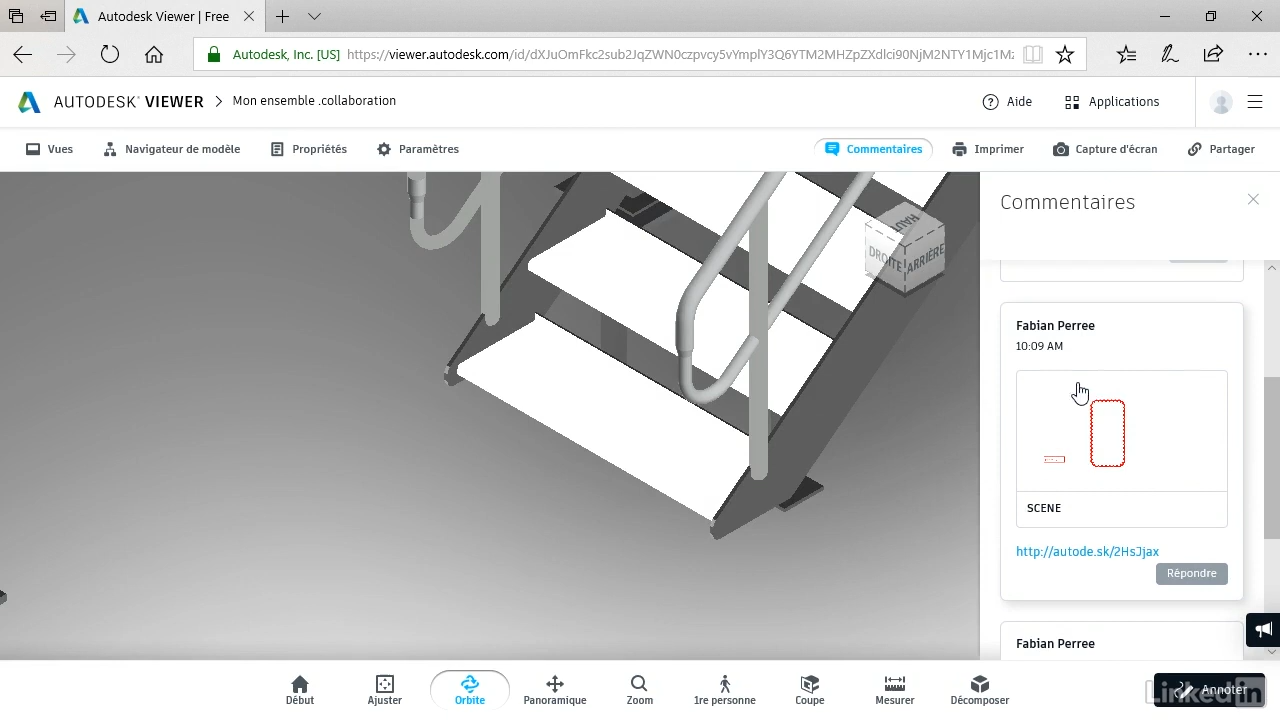 Autodesk Viewer | Free
Autodesk, Inc. [US] https://viewer.autodesk.com/id/
AUTODESK® VIEWER > Mon ensemble .collaboration
Aide
Applications
Vues
Navigateur de modèle
Propriétés
Paramètres
Commentaires
Imprimer
Capture d'écran
Partager
HAUT
DROITE
ARRIÈRE
Commentaires
Fabian Perree
10:09 AM
SCENE
http://autode.sk/2HsJjax
Répondre
Fabian Perree
Début
Ajuster
Orbite
Panoramique
Zoom
1re personne
Coupe
Mesurer
Décomposer
Annoter
LinkedIn